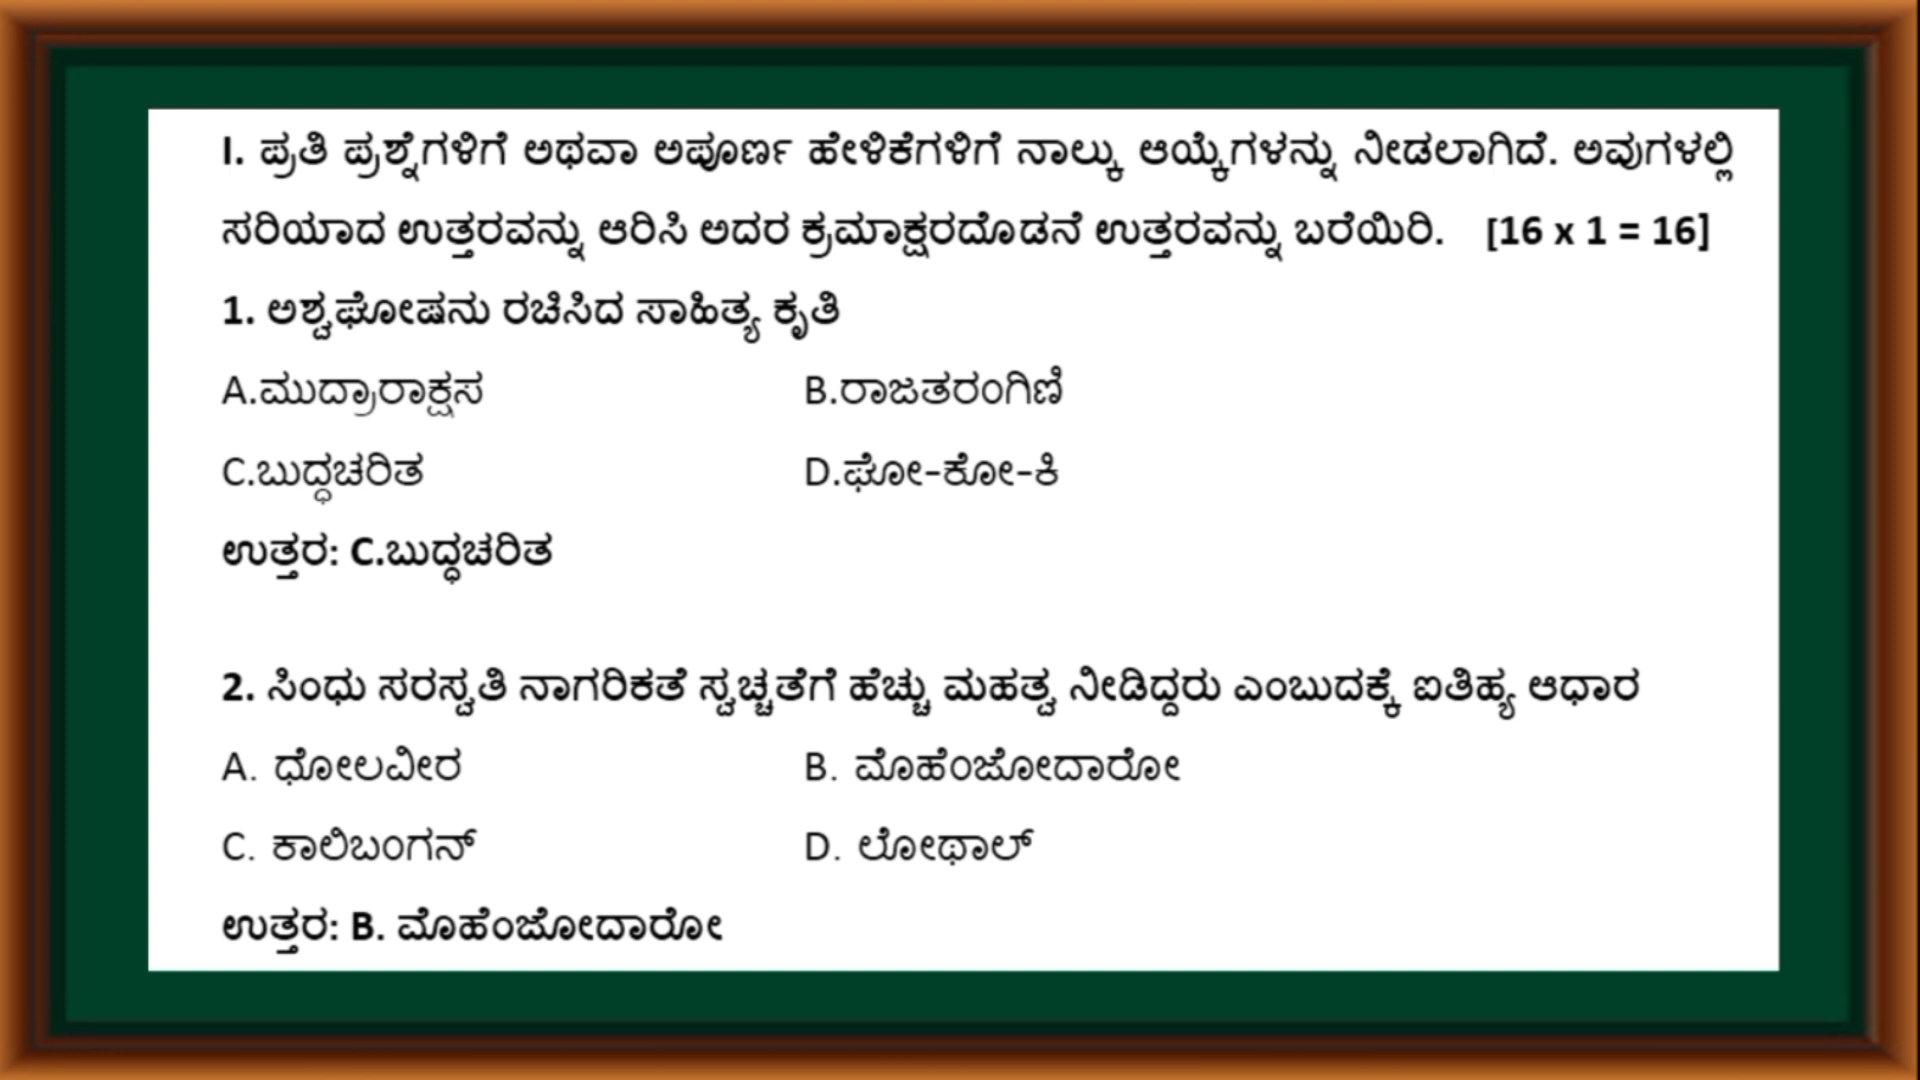 I. ಪ್ರತಿ ಪ್ರಶ್ನೆಗಳಿಗೆ ಅಥವಾ ಅಪೂರ್ಣ ಹೇಳಿಕೆಗಳಿಗೆ ನಾಲ್ಕು ಆಯ್ಕೆಗಳನ್ನು ನೀಡಲಾಗಿದೆ. ಅವುಗಳಲ್ಲಿ
ಸರಿಯಾದ ಉತ್ತರವನ್ನು ಆರಿಸಿ ಅದರ ಕ್ರಮಾಕ್ಷರದೊಡನೆ ಉತ್ತರವನ್ನು ಬರೆಯಿರಿ. [16 x 1 = 16]
1. ಅಶ್ವಘೋಷನು ರಚಿಸಿದ ಸಾಹಿತ್ಯ ಕೃತಿ
A.ಮುದ್ರಾರಾಕ್ಷಸ B.ರಾಜತರಂಗಿಣಿ
C.ಬುದ್ಧಚರಿತ D.ಘೋ-ಕೋ-ಕಿ
ಉತ್ತರ: C.ಬುದ್ಧಚರಿತ
2. ಸಿಂಧು ಸರಸ್ವತಿ ನಾಗರಿಕತೆ ಸ್ವಚ್ಚತೆಗೆ ಹೆಚ್ಚು ಮಹತ್ವ ನೀಡಿದ್ದರು ಎಂಬುದಕ್ಕೆ ಐತಿಹ್ಯ ಆಧಾರ
A. ಧೋಲವೀರ B. ಮೊಹೆಂಜೋದಾರೋ
C. ಕಾಲಿಬಂಗನ್ D. ಲೋಥಾಲ್
ಉತ್ತರ: B. ಮೊಹೆಂಜೋದಾರೋ